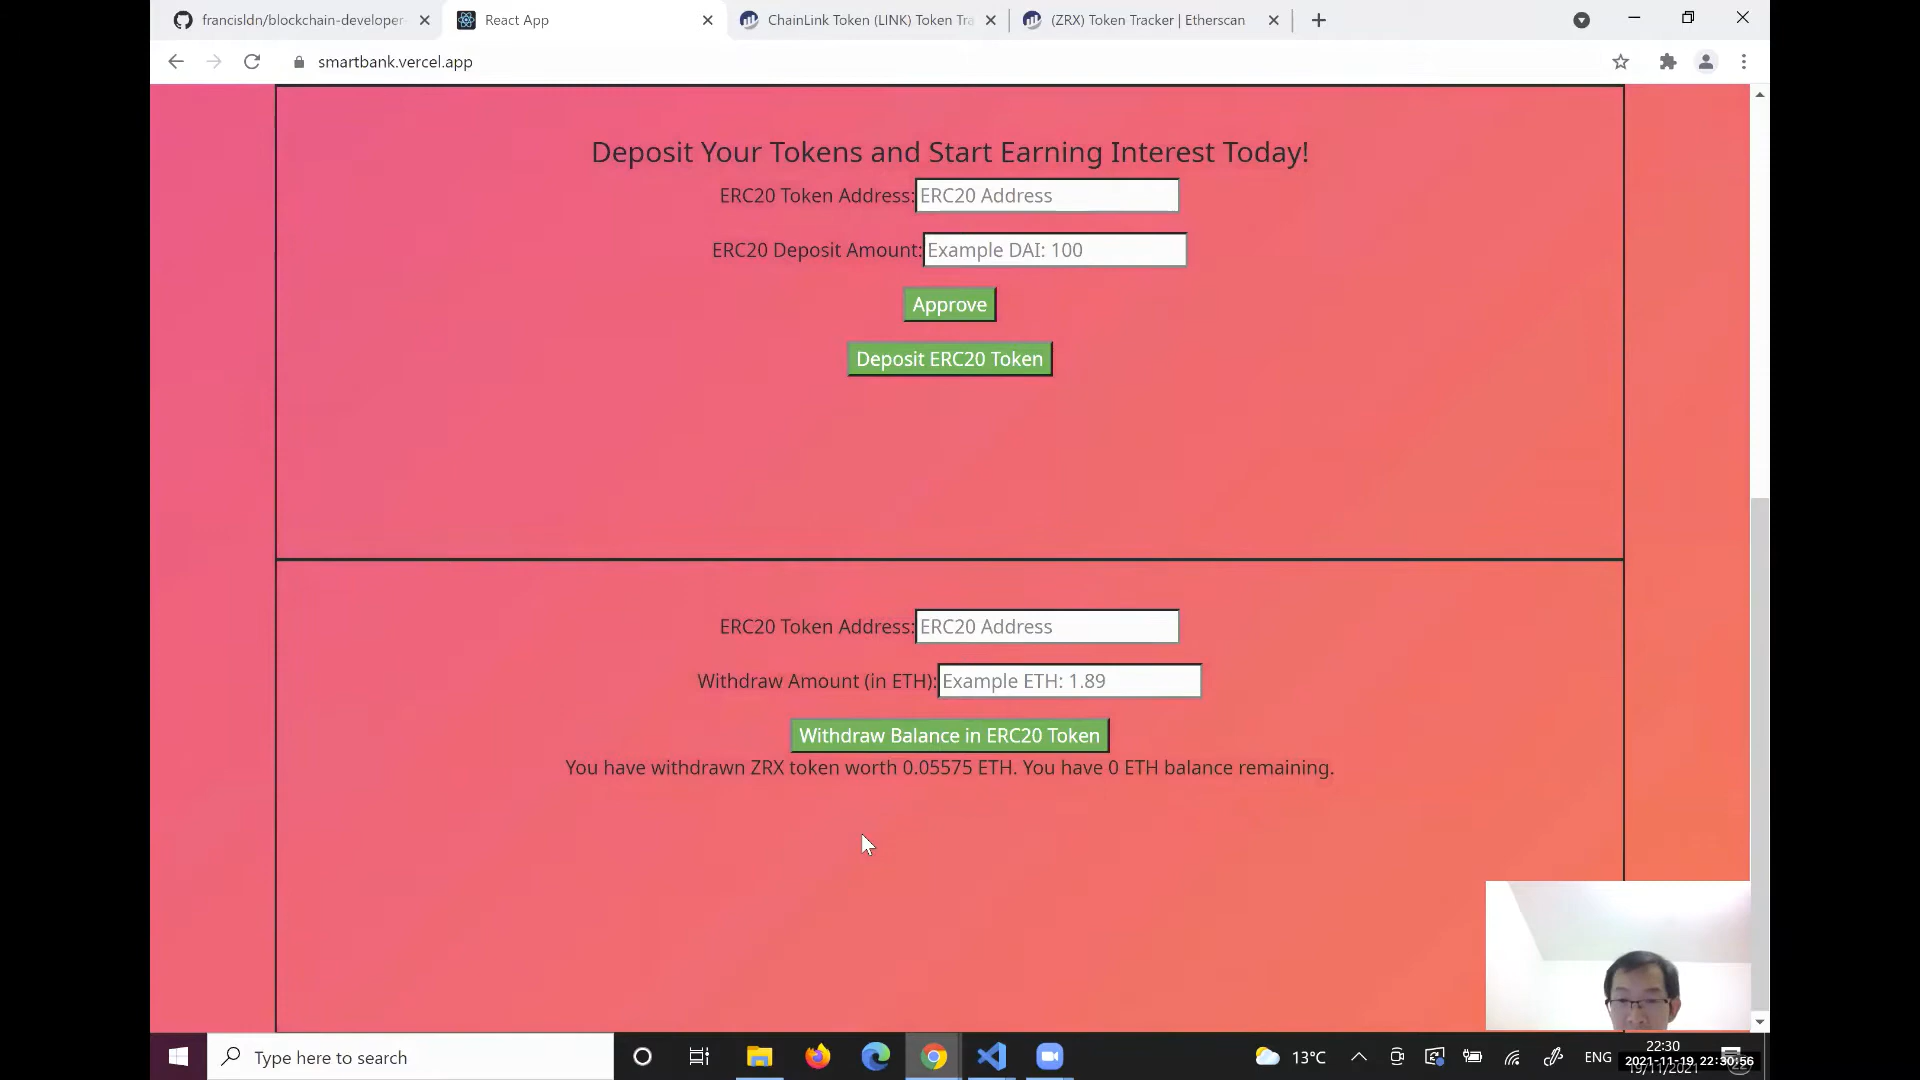 francisldn/blockchain-developer-
React App
ChainLink Token (LINK) Token Tra
(ZRX) Token Tracker | Etherscan
smartbank.vercel.app
Deposit Your Tokens and Start Earning Interest Today!
ERC20 Token Address: ERC20 Address
ERC20 Deposit Amount: Example DAI: 100
Approve
Deposit ERC20 Token
ERC20 Token Address: ERC20 Address
Withdraw Amount (in ETH): Example ETH: 1.89
Withdraw Balance in ERC20 Token
You have withdrawn ZRX token worth 0.05575 ETH. You have 0 ETH balance remaining.
Type here to search
13°C
ENG
22:30
2021-11-19, 22:30:56
19/11/2021